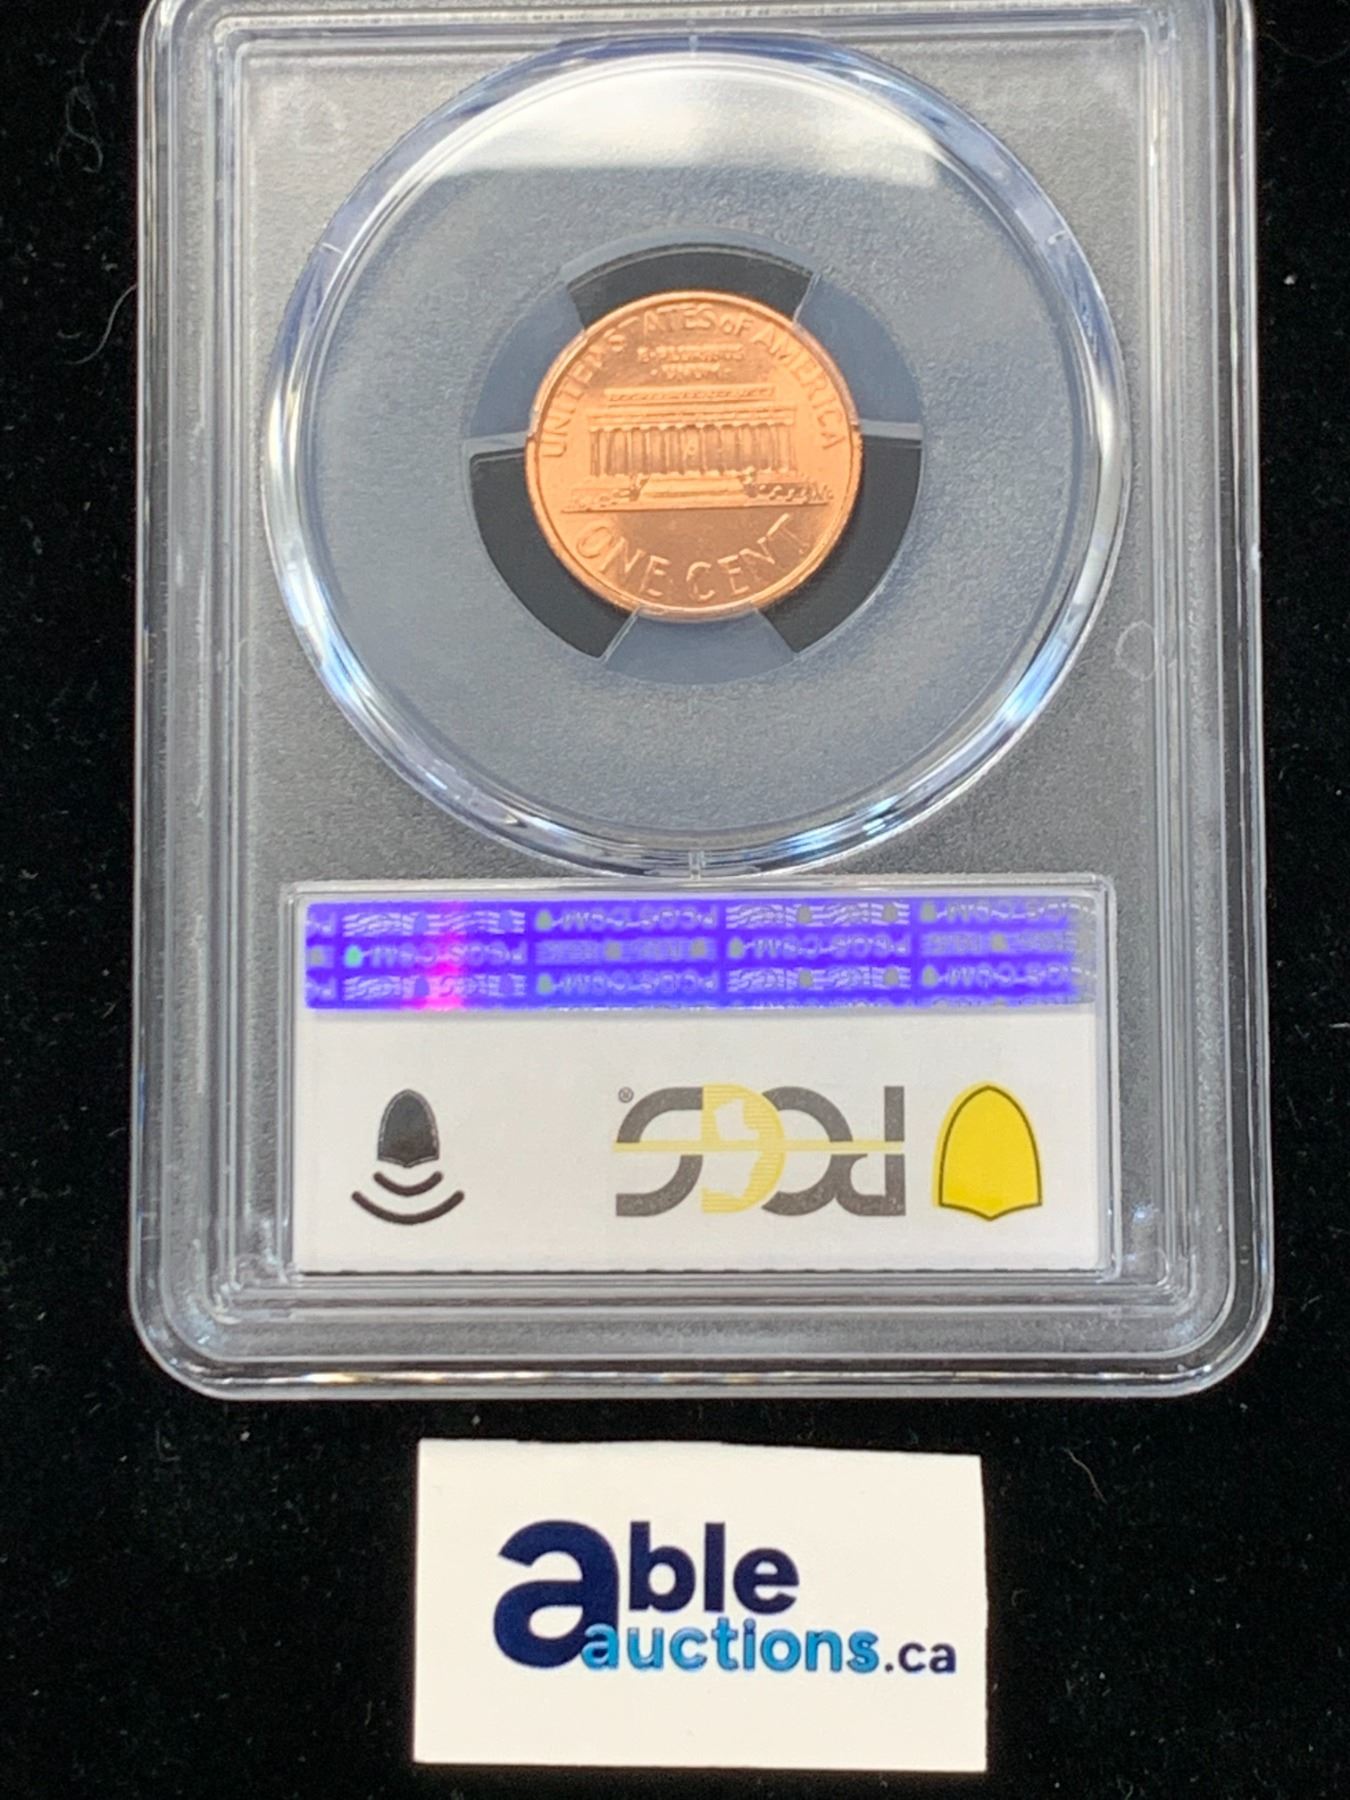 UNITED STATES OF AMERICA
E·PLURIBUS
·UNUM·
ONE CENT
PCGS®
able
auctions.ca